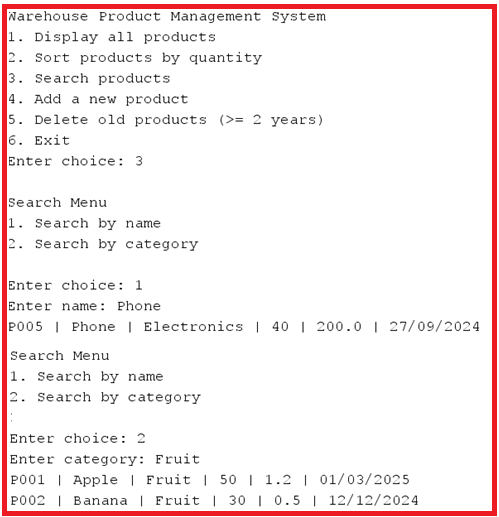 Warehouse Product Management System
1. Display all products
2. Sort products by quantity
3. Search products
4. Add a new product
5. Delete old products (>= 2 years)
6. Exit
Enter choice: 3
Search Menu
1. Search by name
2. Search by category
Enter choice: 1
Enter name: Phone
P005 | Phone | Electronics | 40 | 200.0 | 27/09/2024
Search Menu
1. Search by name
2. Search by category
Enter choice: 2
Enter category: Fruit
P001 | Apple | Fruit | 50 | 1.2 | 01/03/2025
P002 | Banana | Fruit | 30 | 0.5 | 12/12/2024